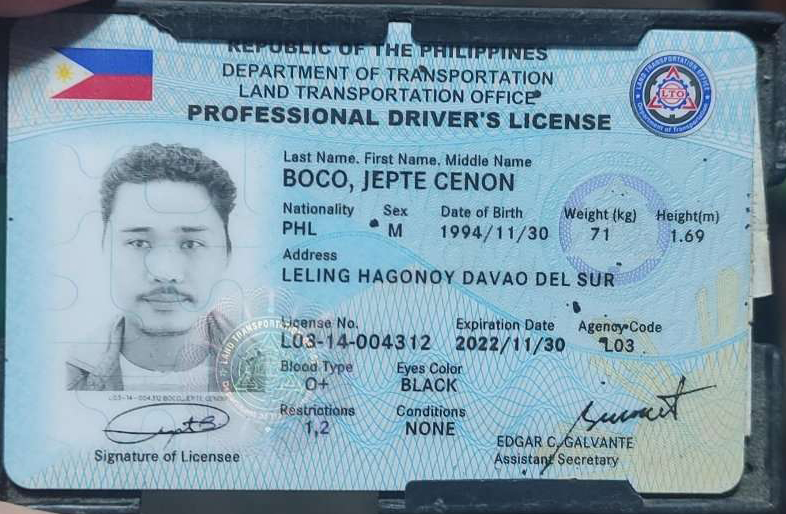 REPUBLIC OF THE PHILIPPINES
DEPARTMENT OF TRANSPORTATION
LAND TRANSPORTATION OFFICE
PROFESSIONAL DRIVER'S LICENSE
LAND TRANSPORTATION OFFICE
LTO
Department of Transportation
Last Name, First Name, Middle Name
BOCO, JEPTE CENON
Nationality Sex Date of Birth Weight (kg) Height(m)
PHL M 1994/11/30 71 1.69
Address
LELING HAGONOY DAVAO DEL SUR
License No. Expiration Date Agency Code
L03-14-004312 2022/11/30 L03
Blood Type Eyes Color
O+ BLACK
Restrictions Conditions
1,2 NONE
L03-14-004312 BOCO, JEPTE CENON
Signature of Licensee
EDGAR C. GALVANTE
Assistant Secretary